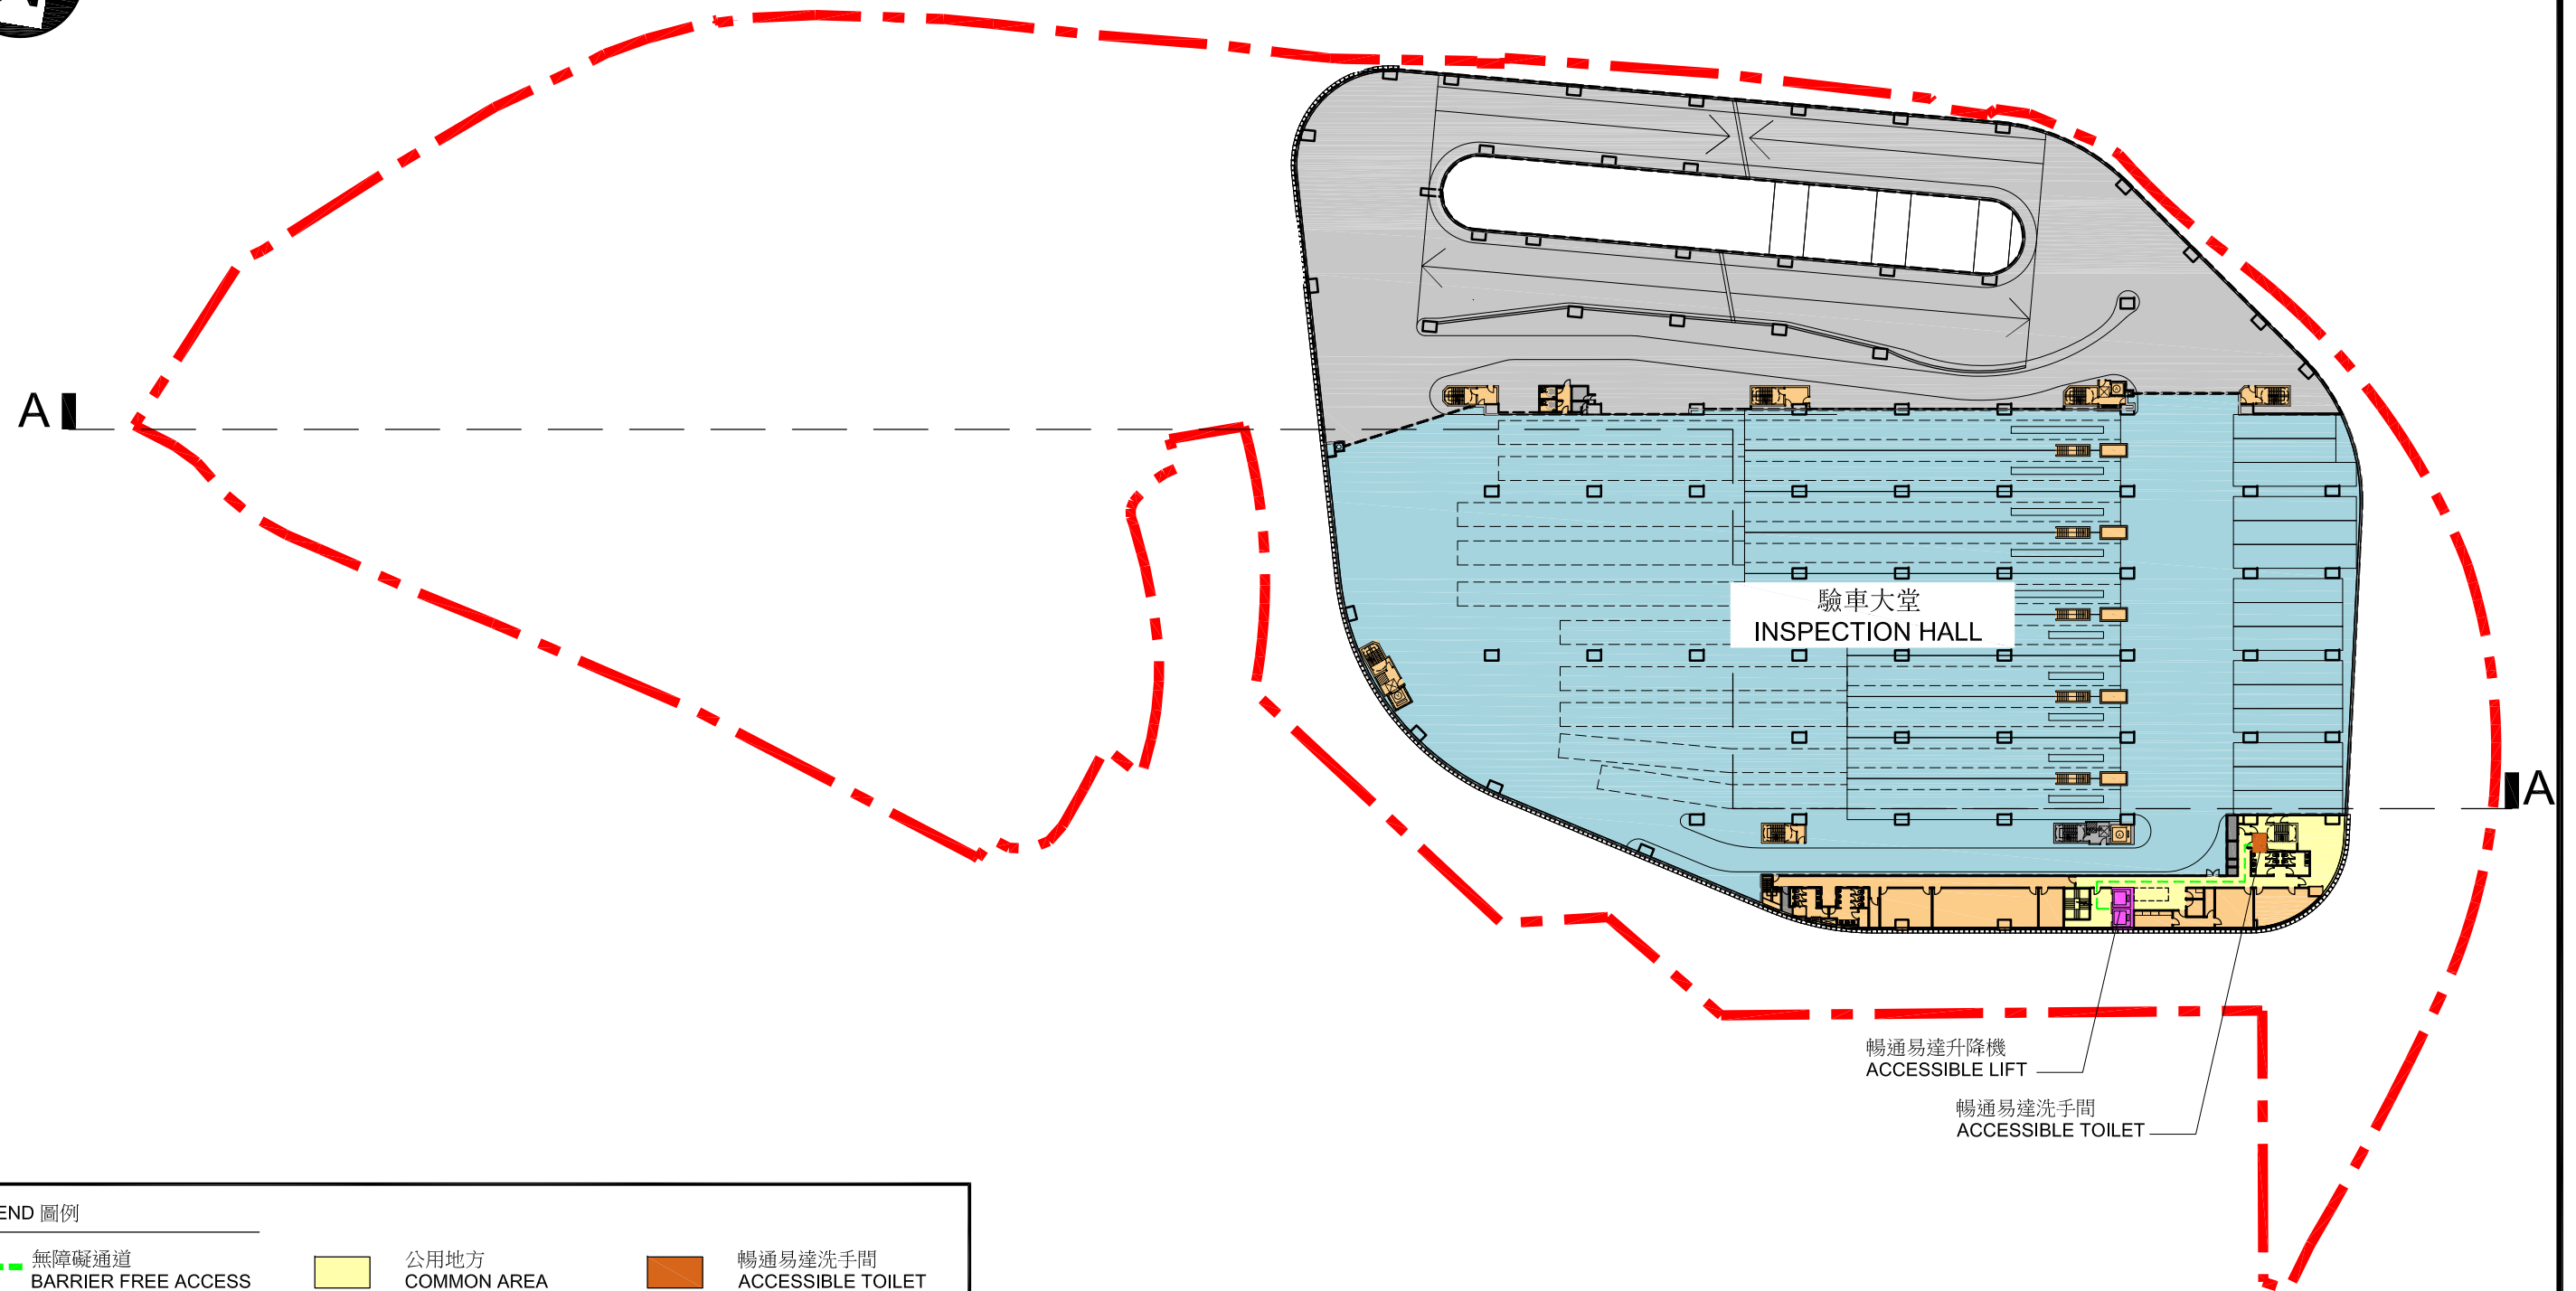 A
驗車大堂
INSPECTION HALL
A
暢通易達升降機
ACCESSIBLE LIFT
暢通易達洗手間
ACCESSIBLE TOILET
END 圖例
無障礙通道
BARRIER FREE ACCESS
公用地方
COMMON AREA
暢通易達洗手間
ACCESSIBLE TOILET